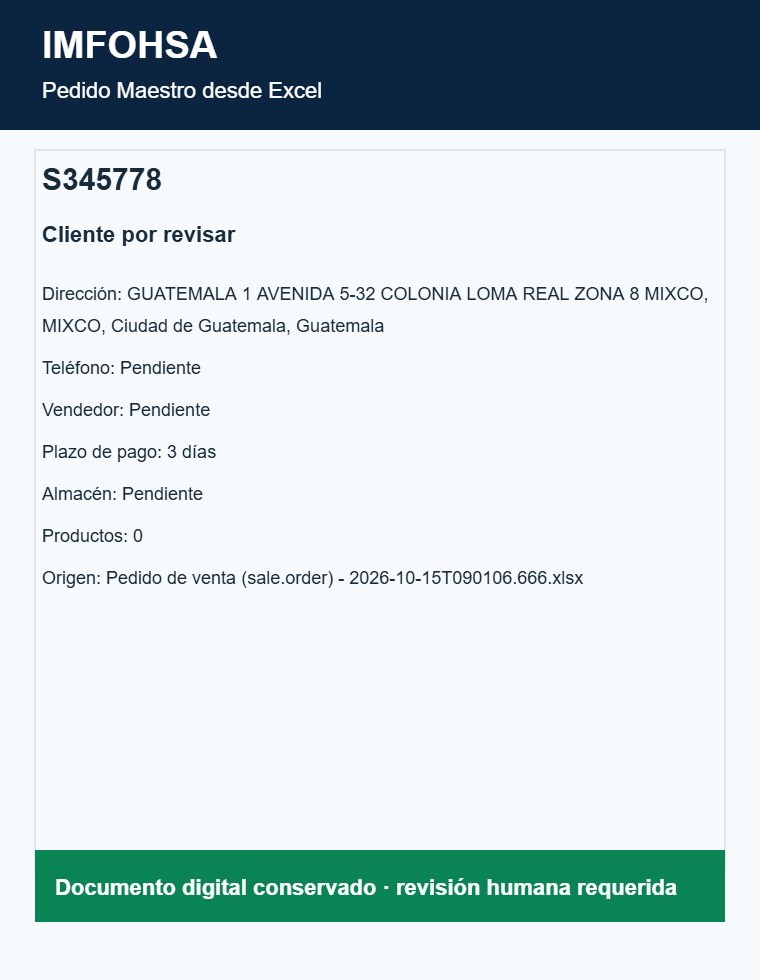 IMFOHSA
Pedido Maestro desde Excel
S345778
Cliente por revisar
Dirección: GUATEMALA 1 AVENIDA 5-32 COLONIA LOMA REAL ZONA 8 MIXCO,
MIXCO, Ciudad de Guatemala, Guatemala
Teléfono: Pendiente
Vendedor: Pendiente
Plazo de pago: 3 días
Almacén: Pendiente
Productos: 0
Origen: Pedido de venta (sale.order) - 2026-10-15T090106.666.xlsx
Documento digital conservado · revisión humana requerida